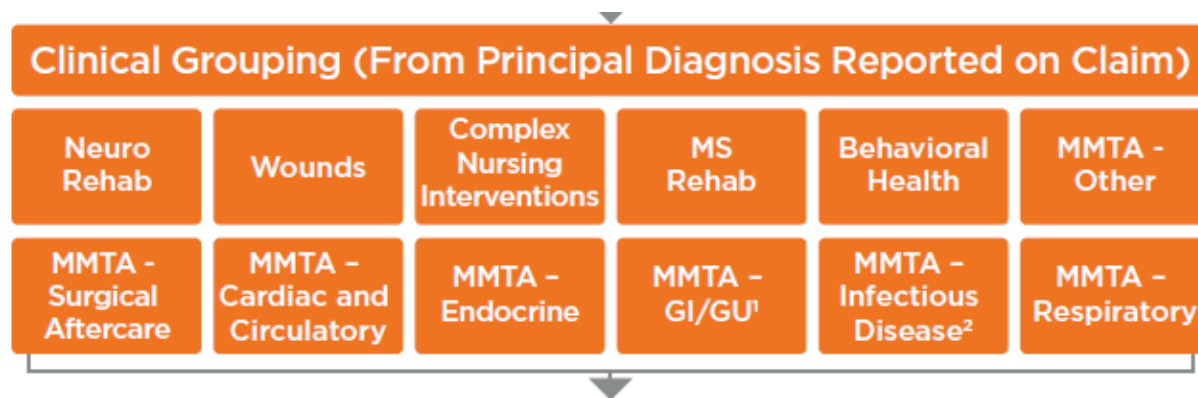 Clinical Grouping (From Principal Diagnosis Reported on Claim)
Neuro
Rehab
Wounds
Complex
Nursing
Interventions
MS
Rehab
Behavioral
Health
MMTA -
Other
MMTA -
Surgical
Aftercare
MMTA –
Cardiac and
Circulatory
MMTA –
Endocrine
MMTA –
GI/GU¹
MMTA –
Infectious
Disease²
MMTA –
Respiratory